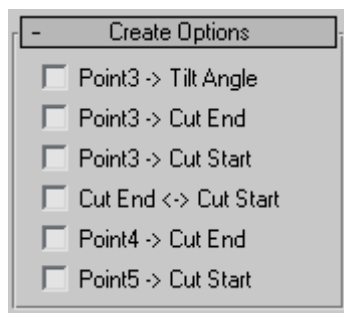 - Create Options
Point3 -> Tilt Angle
Point3 -> Cut End
Point3 -> Cut Start
Cut End <-> Cut Start
Point4 -> Cut End
Point5 -> Cut Start